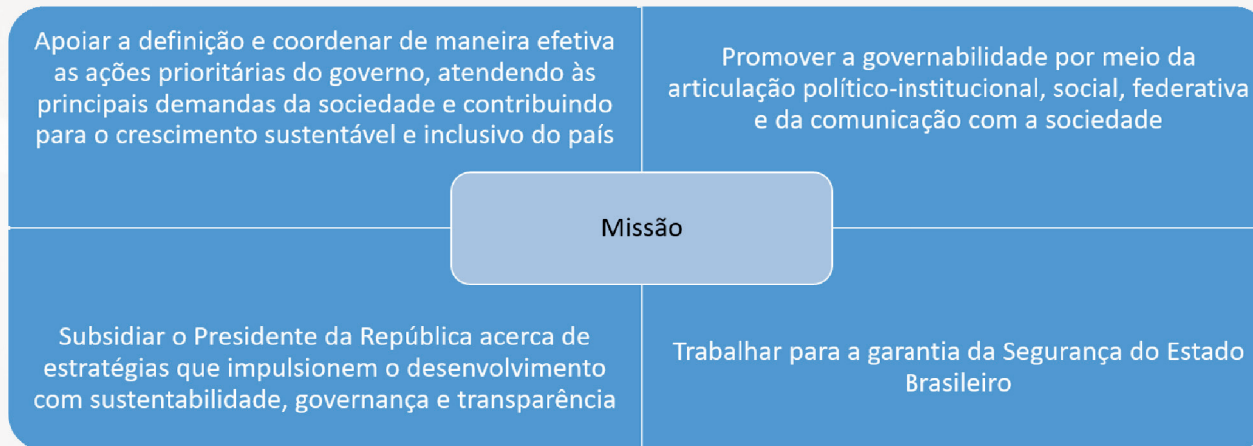 Apoiar a definição e coordenar de maneira efetiva
as ações prioritárias do governo, atendendo às
principais demandas da sociedade e contribuindo
para o crescimento sustentável e inclusivo do país
Promover a governabilidade por meio da
articulação político-institucional, social, federativa
e da comunicação com a sociedade
Missão
Subsidiar o Presidente da República acerca de
estratégias que impulsionem o desenvolvimento
com sustentabilidade, governança e transparência
Trabalhar para a garantia da Segurança do Estado
Brasileiro